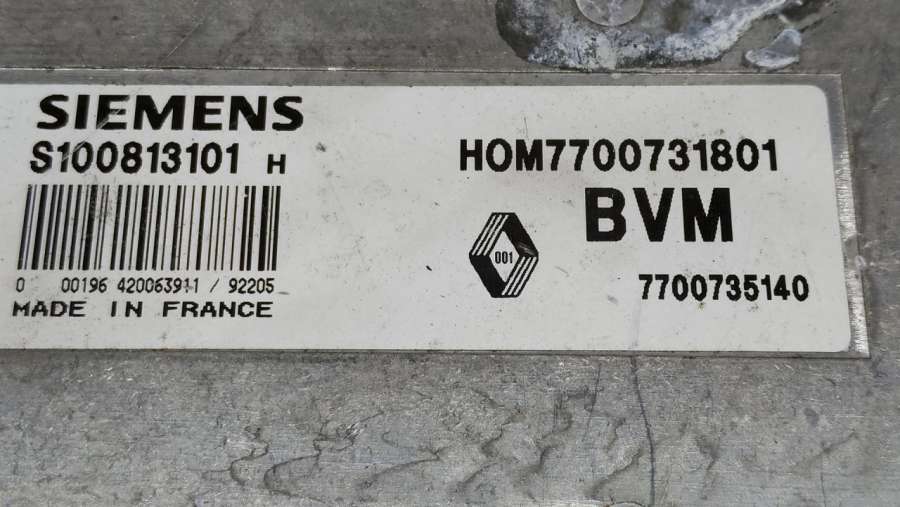 SIEMENS
S100813101 H
0 00196 420063911 / 92205
MADE IN FRANCE
HOM7700731801
BVM
001
7700735140